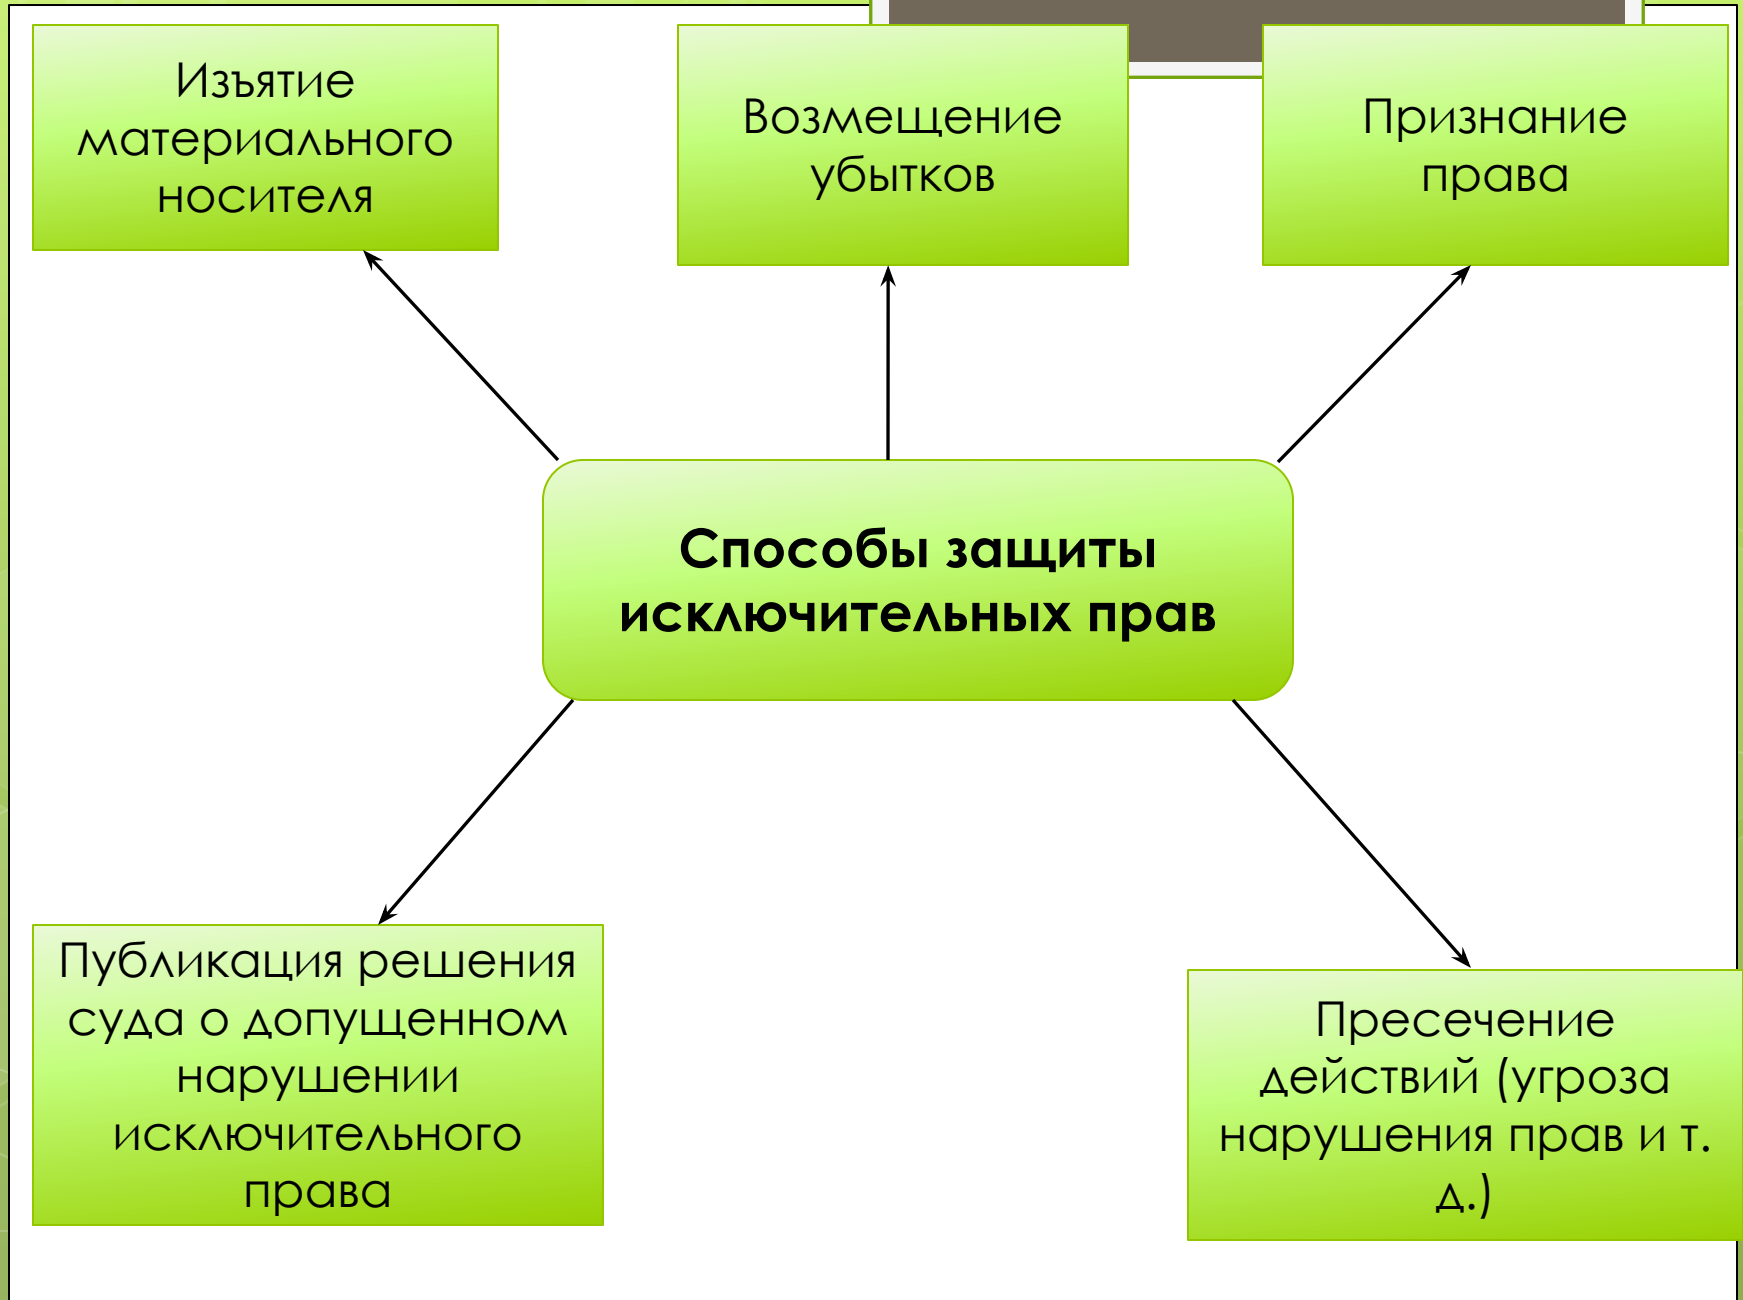 Изъятие
материального
носителя
Возмещение
убытков
Признание
права
Способы защиты
исключительных прав
Публикация решения
суда о допущенном
нарушении
исключительного
права
Пресечение
действий (угроза
нарушения прав и т.
д.)